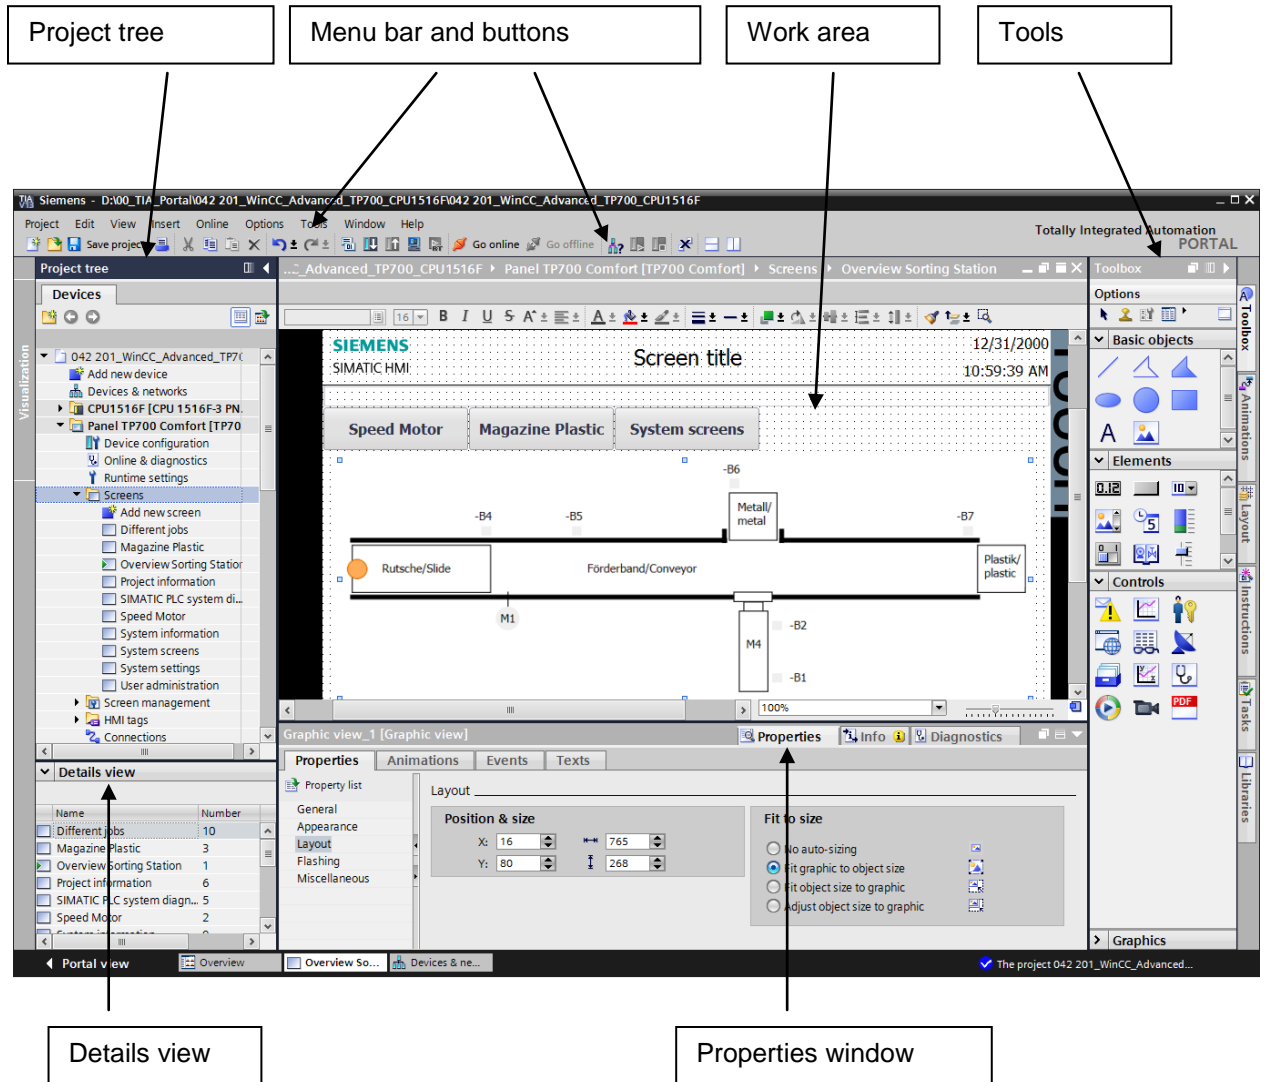 Project tree
Menu bar and buttons
Work area
Tools
Siemens - D:\00_TIA_Portal\042 201_WinCC_Advanced_TP700_CPU1516F\042 201_WinCC_Advanced_TP700_CPU1516F
Project Edit View Insert Online Options Tools Window Help
Save project Go online Go offline
Totally Integrated Automation
PORTAL
Project tree
...C_Advanced_TP700_CPU1516F Panel TP700 Comfort [TP700 Comfort] Screens Overview Sorting Station
Toolbox
Devices
Options
16 B I U S A A
Visualization
042 201_WinCC_Advanced_TP7(
Add new device
Devices & networks
CPU1516F [CPU 1516F-3 PN.
Panel TP700 Comfort [TP70
Device configuration
Online & diagnostics
Runtime settings
Screens
Add new screen
Different jobs
Magazine Plastic
Overview Sorting Station
Project information
SIMATIC PLC system di...
Speed Motor
System information
System screens
System settings
User administration
Screen management
HMI tags
Connections
SIEMENS
SIMATIC HMI
Screen title
12/31/2000
10:59:39 AM
Speed Motor Magazine Plastic System screens
-B6
Metall/
metal
-B4 -B5 -B7
Rutsche/Slide
Förderband/Conveyor
Plastik/
plastic
M1
-B2
M4
-B1
100%
Basic objects
A
Elements
0.12 10
5
Controls
PDF
Graphics
Toolbox
Animations
Layout
Instructions
Tasks
Libraries
Details view
Name Number
Different jobs 10
Magazine Plastic 3
Overview Sorting Station 1
Project information 6
SIMATIC PLC system diagn... 5
Speed Motor 2
Graphic view_1 [Graphic view]
Properties Info Diagnostics
Properties Animations Events Texts
Property list
General
Appearance
Layout
Flashing
Miscellaneous
Layout
Position & size
X: 16 765
Y: 80 268
Fit to size
No auto-sizing
Fit graphic to object size
Fit object size to graphic
Adjust object size to graphic
Portal view Overview Overview So... Devices & ne...
The project 042 201_WinCC_Advanced...
Details view
Properties window